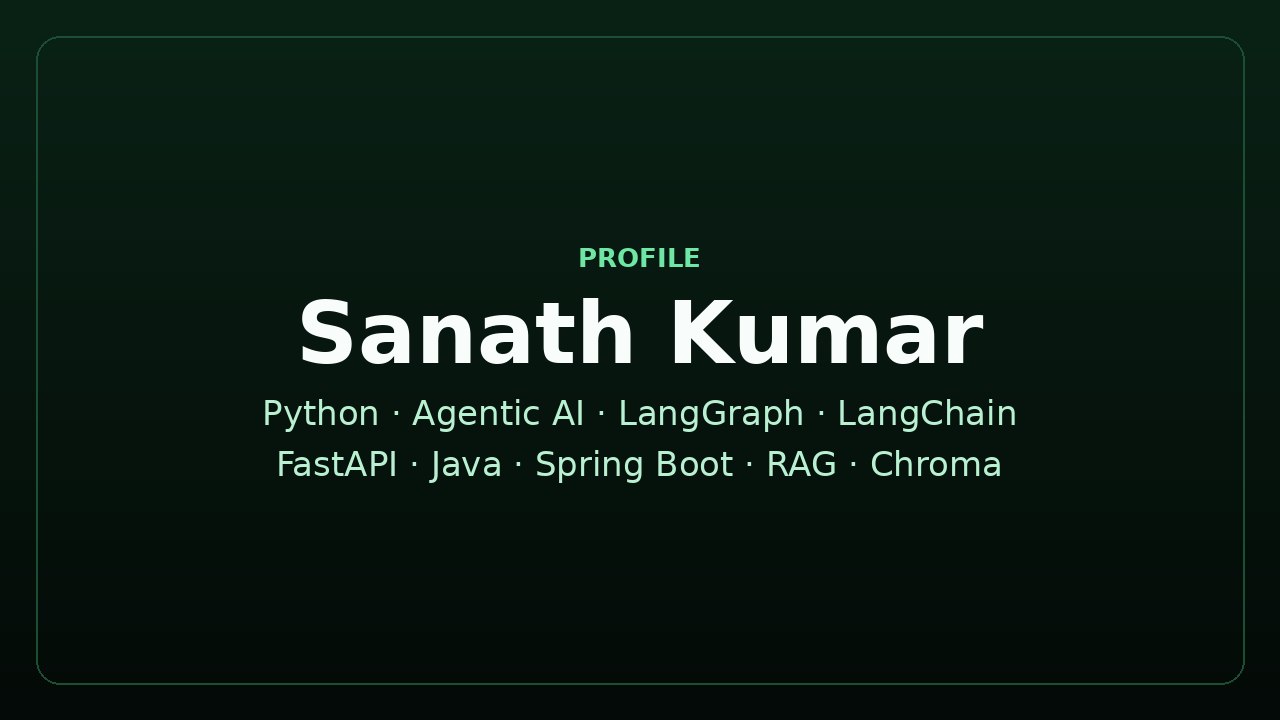 PROFILE
Sanath Kumar
Python · Agentic AI · LangGraph · LangChain
FastAPI · Java · Spring Boot · RAG · Chroma